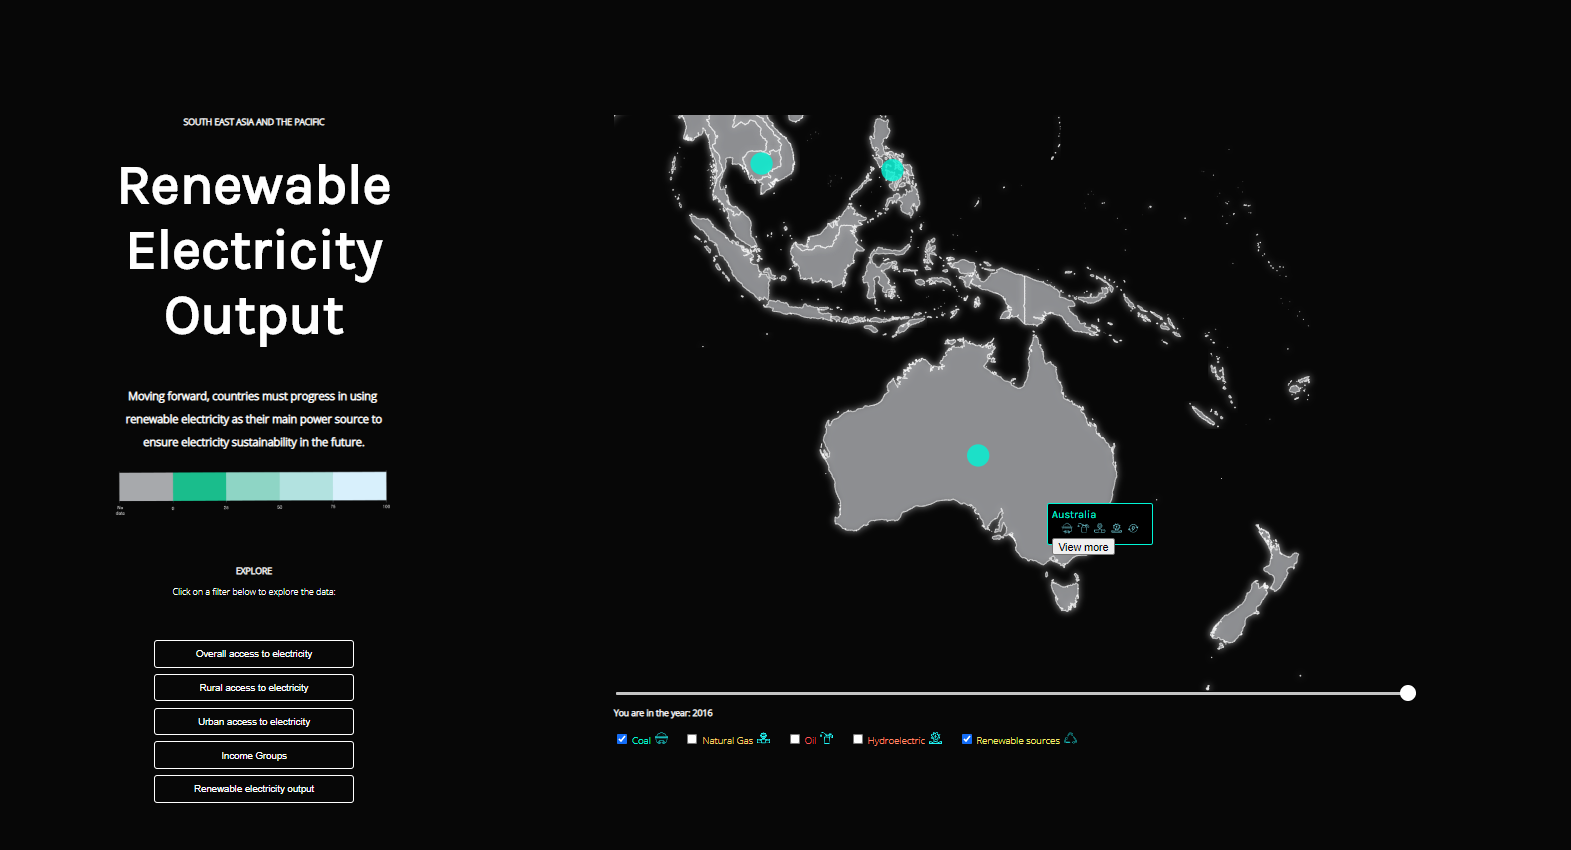 SOUTH EAST ASIA AND THE PACIFIC
Renewable
Electricity
Output
Moving forward, countries must progress in using
renewable electricity as their main power source to
ensure electricity sustainability in the future.
No
data
0
25
50
75
100
EXPLORE
Click on a filter below to explore the data:
Overall access to electricity
Rural access to electricity
Urban access to electricity
Income Groups
Renewable electricity output
Australia
View more
You are in the year: 2016
Coal
Natural Gas
Oil
Hydroelectric
Renewable sources